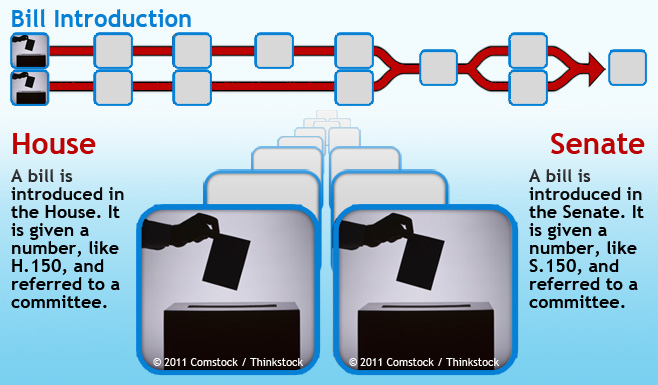 Bill Introduction
House
A bill is
introduced in
the House. It
is given a
number, like
H.150, and
referred to a
committee.
Senate
A bill is
introduced in
the Senate. It
is given a
number, like
S.150, and
referred to a
committee.
© 2011 Comstock / Thinkstock
© 2011 Comstock / Thinkstock